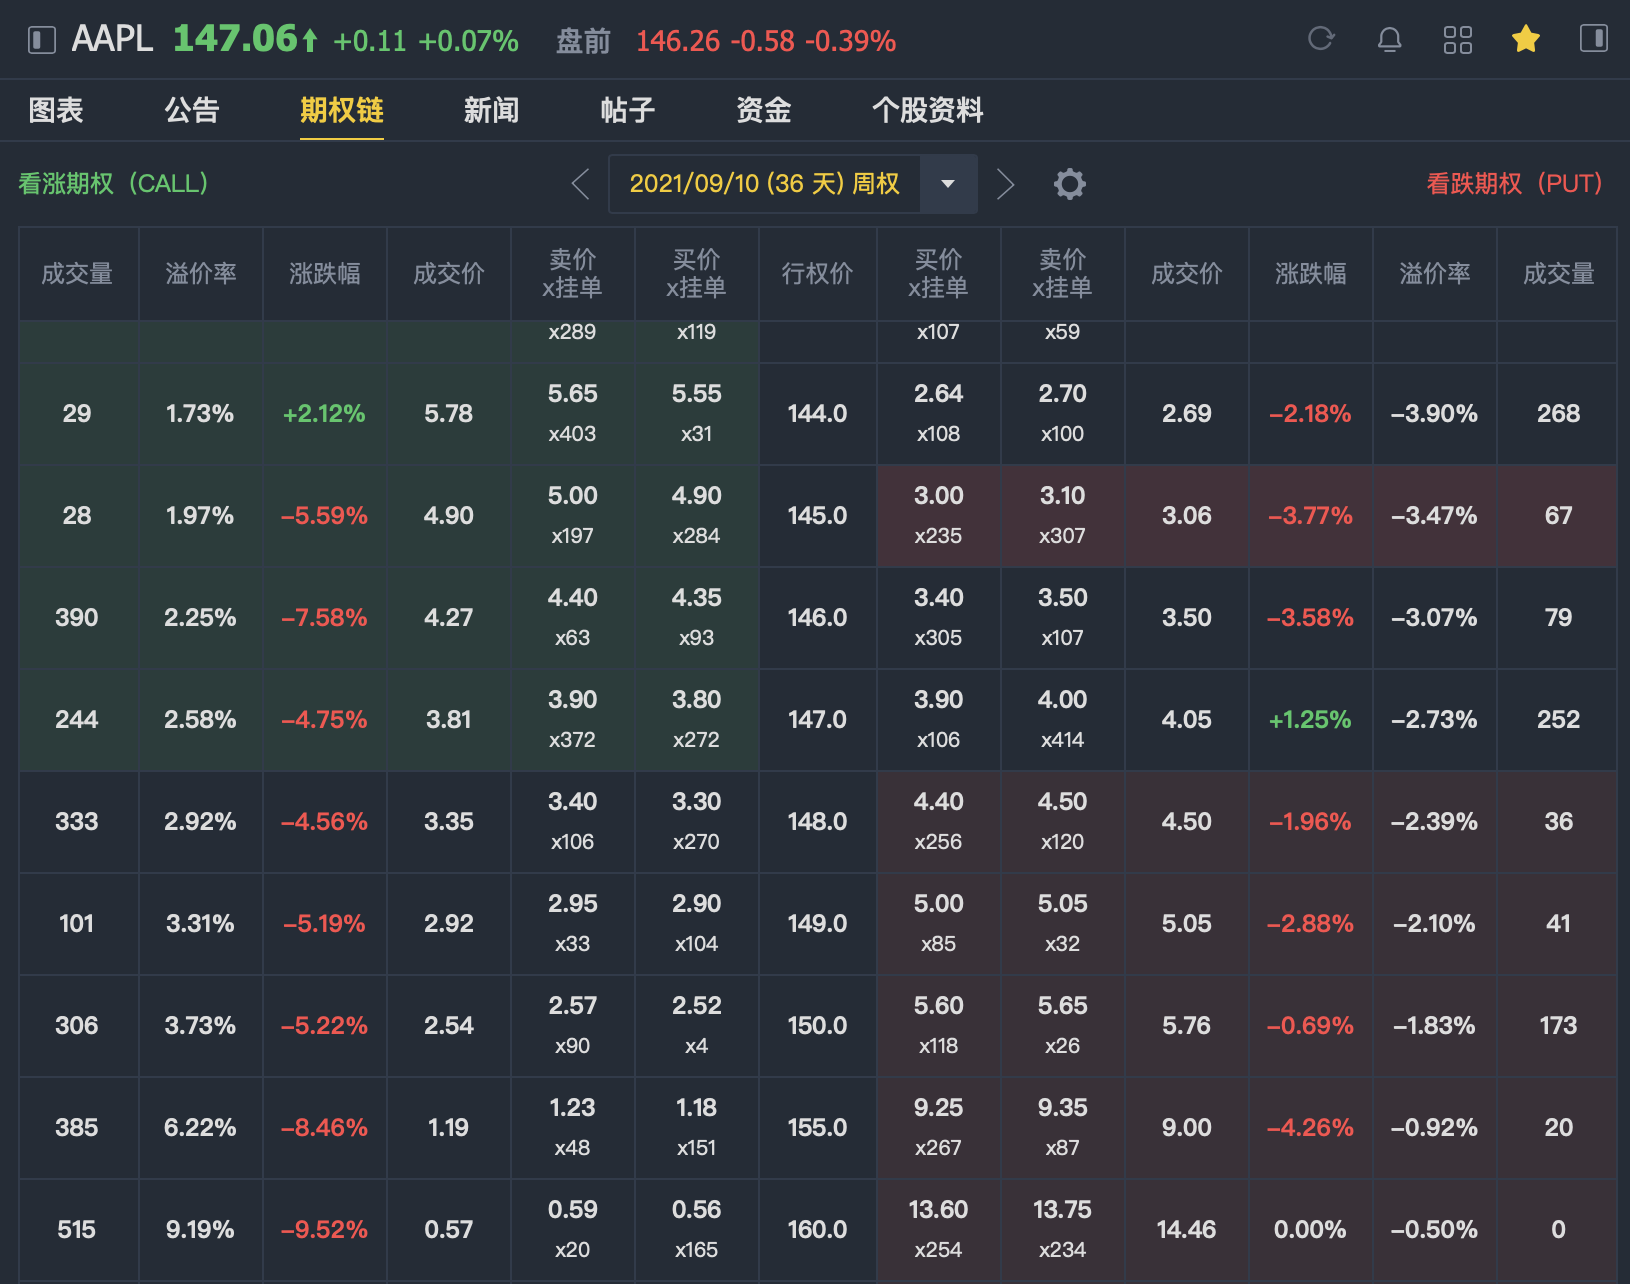 AAPL 147.06 +0.11 +0.07% 盘前 146.26 -0.58 -0.39%
图表 公告 期权链 新闻 帖子 资金 个股资料
看涨期权（CALL） 2021/09/10 (36 天) 周权 看跌期权（PUT）
成交量 溢价率 涨跌幅 成交价 卖价 买价 行权价 买价 卖价 成交价 涨跌幅 溢价率 成交量
x挂单 x挂单 x挂单 x挂单
x289 x119 x107 x59
5.65 5.55 2.64 2.70
29 1.73% +2.12% 5.78 144.0 2.69 −2.18% −3.90% 268
x403 x31 x108 x100
5.00 4.90 3.00 3.10
28 1.97% −5.59% 4.90 145.0 3.06 −3.77% −3.47% 67
x197 x284 x235 x307
4.40 4.35 3.40 3.50
390 2.25% −7.58% 4.27 146.0 3.50 −3.58% −3.07% 79
x63 x93 x305 x107
3.90 3.80 3.90 4.00
244 2.58% −4.75% 3.81 147.0 4.05 +1.25% −2.73% 252
x372 x272 x106 x414
3.40 3.30 4.40 4.50
333 2.92% −4.56% 3.35 148.0 4.50 −1.96% −2.39% 36
x106 x270 x256 x120
2.95 2.90 5.00 5.05
101 3.31% −5.19% 2.92 149.0 5.05 −2.88% −2.10% 41
x33 x104 x85 x32
2.57 2.52 5.60 5.65
306 3.73% −5.22% 2.54 150.0 5.76 −0.69% −1.83% 173
x90 x4 x118 x26
1.23 1.18 9.25 9.35
385 6.22% −8.46% 1.19 155.0 9.00 −4.26% −0.92% 20
x48 x151 x267 x87
0.59 0.56 13.60 13.75
515 9.19% −9.52% 0.57 160.0 14.46 0.00% −0.50% 0
x20 x165 x254 x234